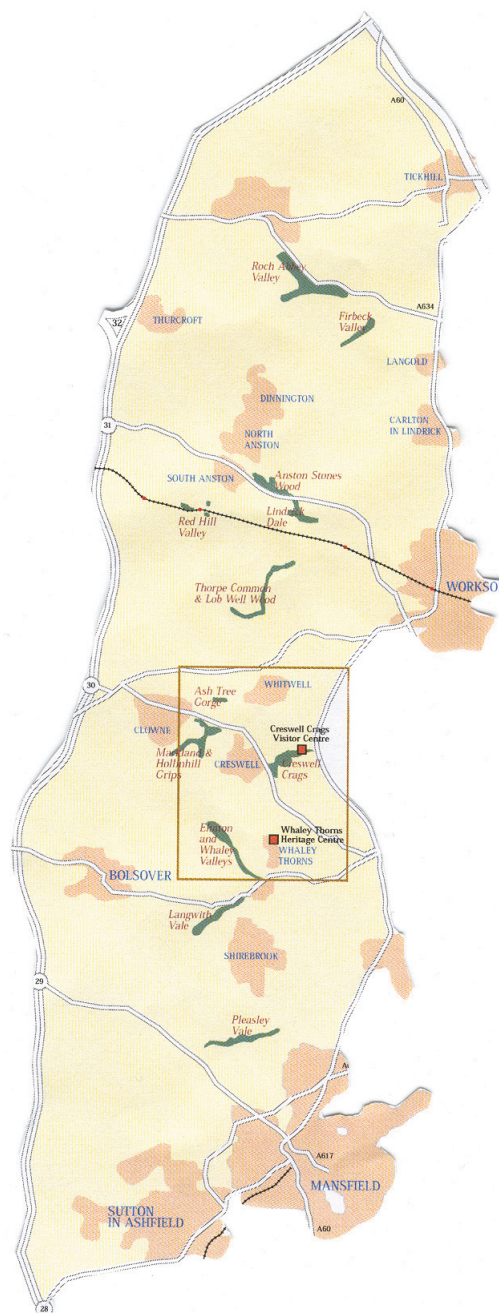 A60
TICKHILL
Roch Abbey
Valley
A634
Firbeck
Valley
32
THURCROFT
LANGOLD
DINNINGTON
CARLTON
IN LINDRICK
31
NORTH
ANSTON
SOUTH ANSTON
Anston Stones
Wood
Lindrick
Dale
Red Hill
Valley
Thorpe Common
& Lob Well Wood
WORKSO
30
Ash Tree
Gorge
WHITWELL
CLOWNE
Creswell Crags
Visitor Centre
Markland &
Hollinhill
Grips
CRESWELL
Creswell
Crags
Elmton
and
Whaley
Valleys
Whaley Thorns
Heritage Centre
WHALEY
THORNS
BOLSOVER
Langwith
Vale
SHIREBROOK
29
Pleasley
Vale
A617
MANSFIELD
SUTTON
IN ASHFIELD
A60
28